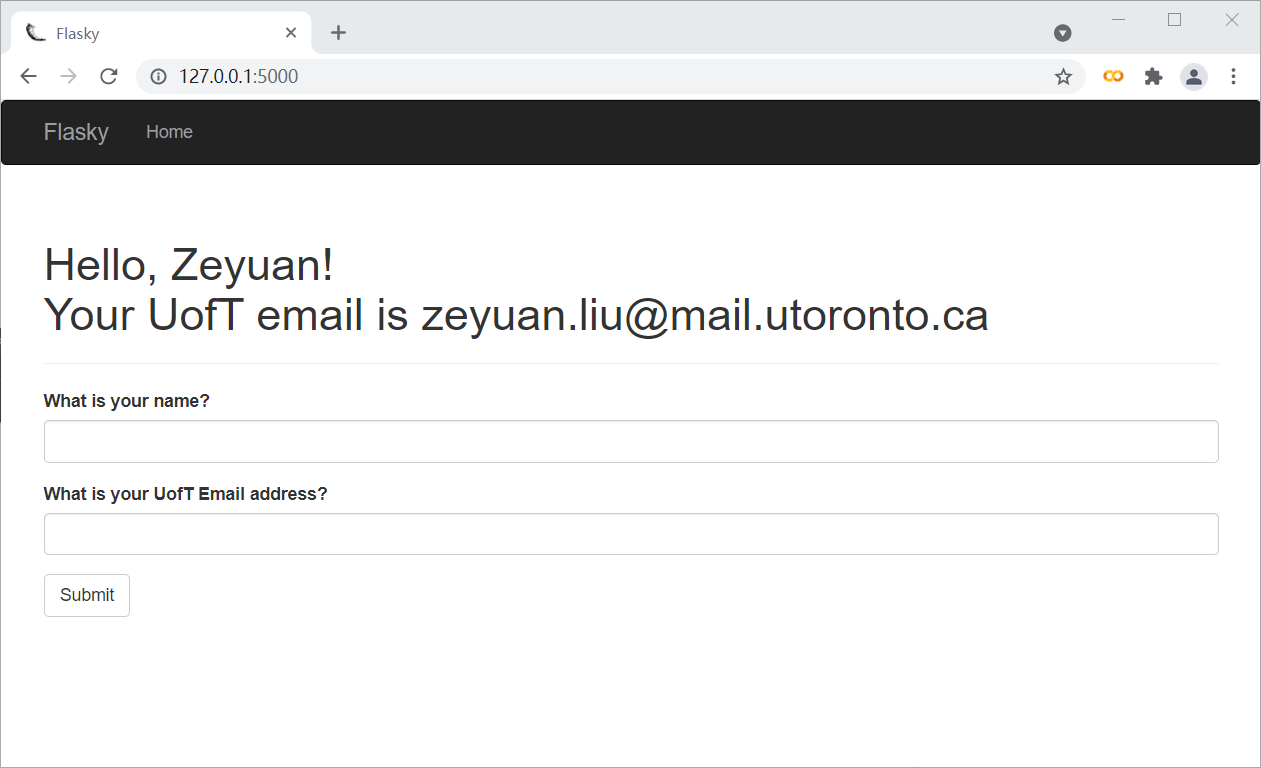 Flasky
127.0.0.1:5000
Flasky Home
Hello, Zeyuan!
Your UofT email is zeyuan.liu@mail.utoronto.ca
What is your name?
What is your UofT Email address?
Submit